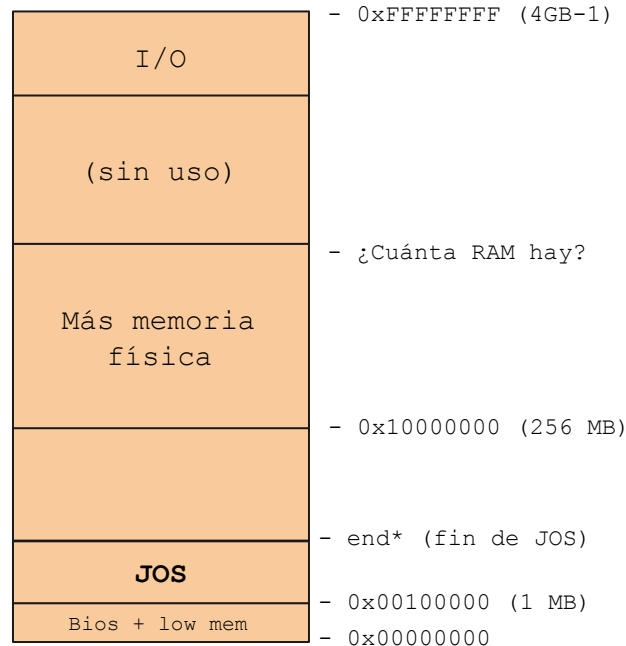 - 0xFFFFFFFF (4GB-1)
I/O
(sin uso)
- ¿Cuánta RAM hay?
Más memoria
física
- 0x10000000 (256 MB)
- end* (fin de JOS)
JOS
- 0x00100000 (1 MB)
Bios + low mem
- 0x00000000